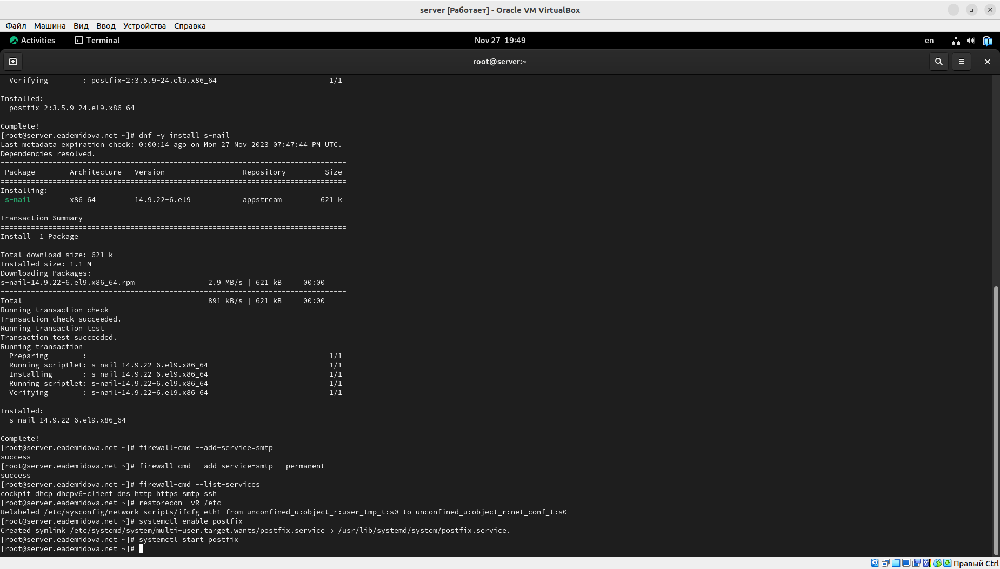 server [Работает] - Oracle VM VirtualBox
Файл Машина Вид Ввод Устройства Справка
Activities Terminal Nov 27 19:49 en
root@server:~
Verifying : postfix-2:3.5.9-24.el9.x86_64 1/1
Installed:
postfix-2:3.5.9-24.el9.x86_64
Complete!
[root@server.eademidova.net ~]# dnf -y install s-nail
Last metadata expiration check: 0:00:14 ago on Mon 27 Nov 2023 07:47:44 PM UTC.
Dependencies resolved.
================================================================================
Package Architecture Version Repository Size
================================================================================
Installing:
s-nail x86_64 14.9.22-6.el9 appstream 621 k
Transaction Summary
================================================================================
Install 1 Package
Total download size: 621 k
Installed size: 1.1 M
Downloading Packages:
s-nail-14.9.22-6.el9.x86_64.rpm 2.9 MB/s | 621 kB 00:00
--------------------------------------------------------------------------------
Total 891 kB/s | 621 kB 00:00
Running transaction check
Transaction check succeeded.
Running transaction test
Transaction test succeeded.
Running transaction
Preparing : 1/1
Running scriptlet: s-nail-14.9.22-6.el9.x86_64 1/1
Installing : s-nail-14.9.22-6.el9.x86_64 1/1
Running scriptlet: s-nail-14.9.22-6.el9.x86_64 1/1
Verifying : s-nail-14.9.22-6.el9.x86_64 1/1
Installed:
s-nail-14.9.22-6.el9.x86_64
Complete!
[root@server.eademidova.net ~]# firewall-cmd --add-service=smtp
success
[root@server.eademidova.net ~]# firewall-cmd --add-service=smtp --permanent
success
[root@server.eademidova.net ~]# firewall-cmd --list-services
cockpit dhcp dhcpv6-client dns http https smtp ssh
[root@server.eademidova.net ~]# restorecon -vR /etc
Relabeled /etc/sysconfig/network-scripts/ifcfg-eth1 from unconfined_u:object_r:user_tmp_t:s0 to unconfined_u:object_r:net_conf_t:s0
[root@server.eademidova.net ~]# systemctl enable postfix
Created symlink /etc/systemd/system/multi-user.target.wants/postfix.service → /usr/lib/systemd/system/postfix.service.
[root@server.eademidova.net ~]# systemctl start postfix
[root@server.eademidova.net ~]#
Правый Ctrl